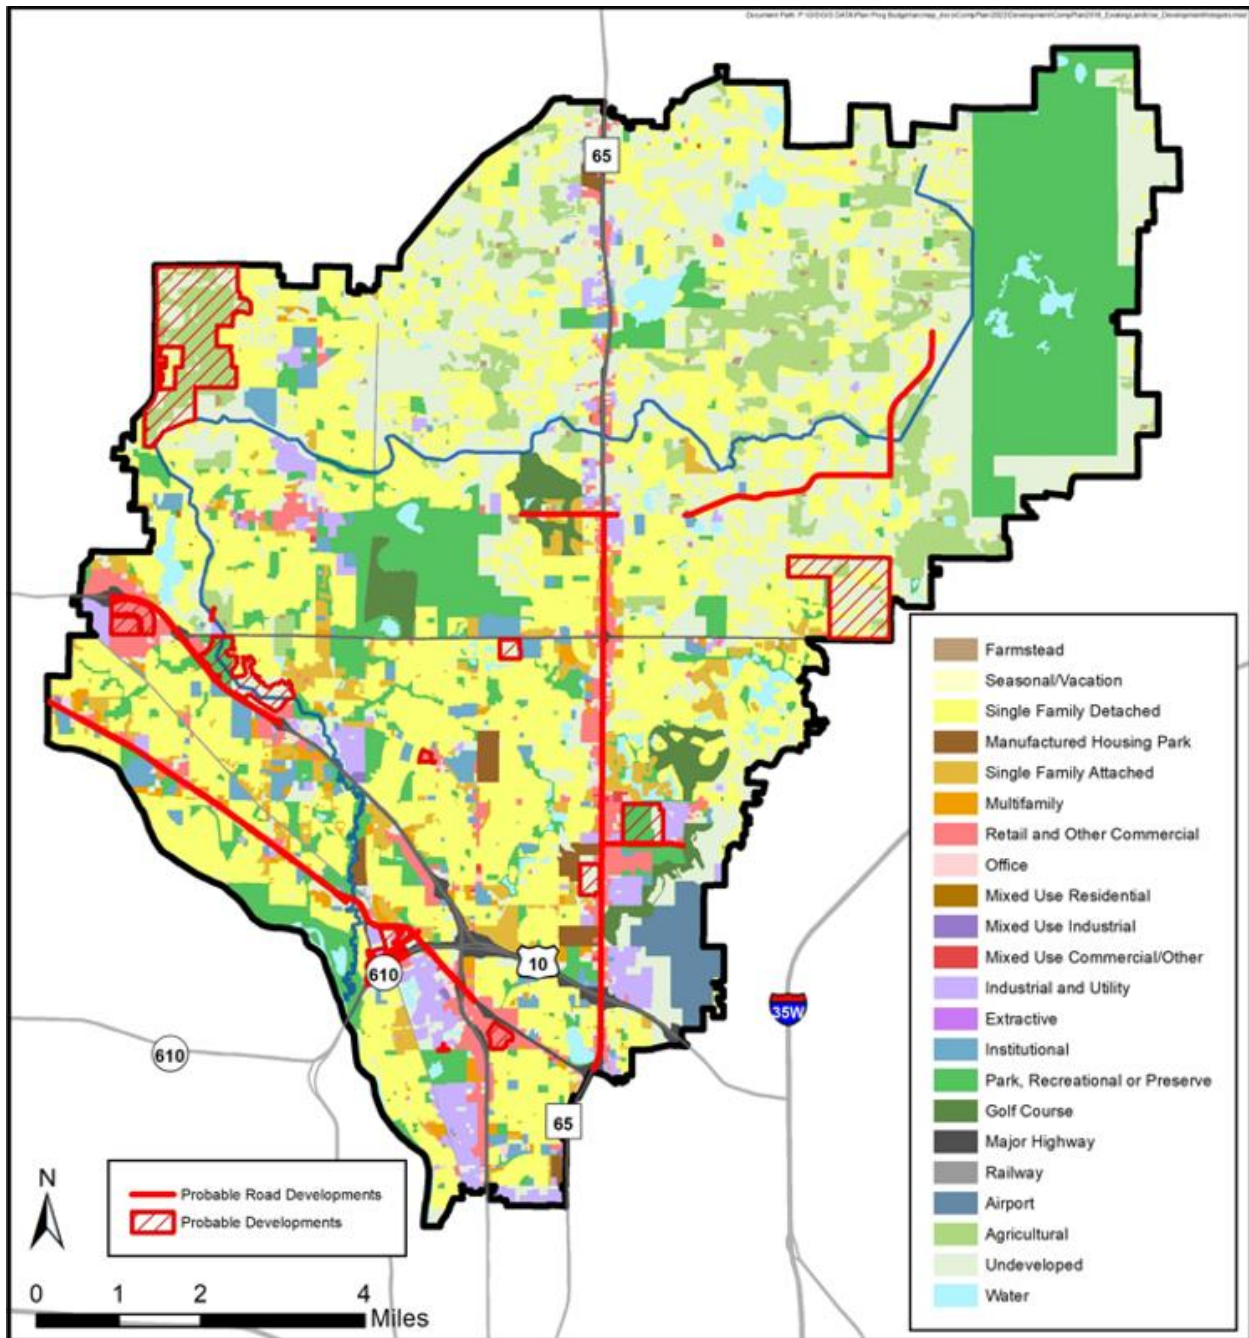 65
Farmstead
Seasonal/Vacation
Single Family Detached
Manufactured Housing Park
Single Family Attached
Multifamily
Retail and Other Commercial
Office
Mixed Use Residential
Mixed Use Industrial
Mixed Use Commercial/Other
Industrial and Utility
Extractive
Institutional
Park, Recreational or Preserve
Golf Course
Major Highway
Railway
Airport
Agricultural
Undeveloped
Water
10
610
35W
610
65
N
Probable Road Developments
Probable Developments
0 1 2 4
Miles